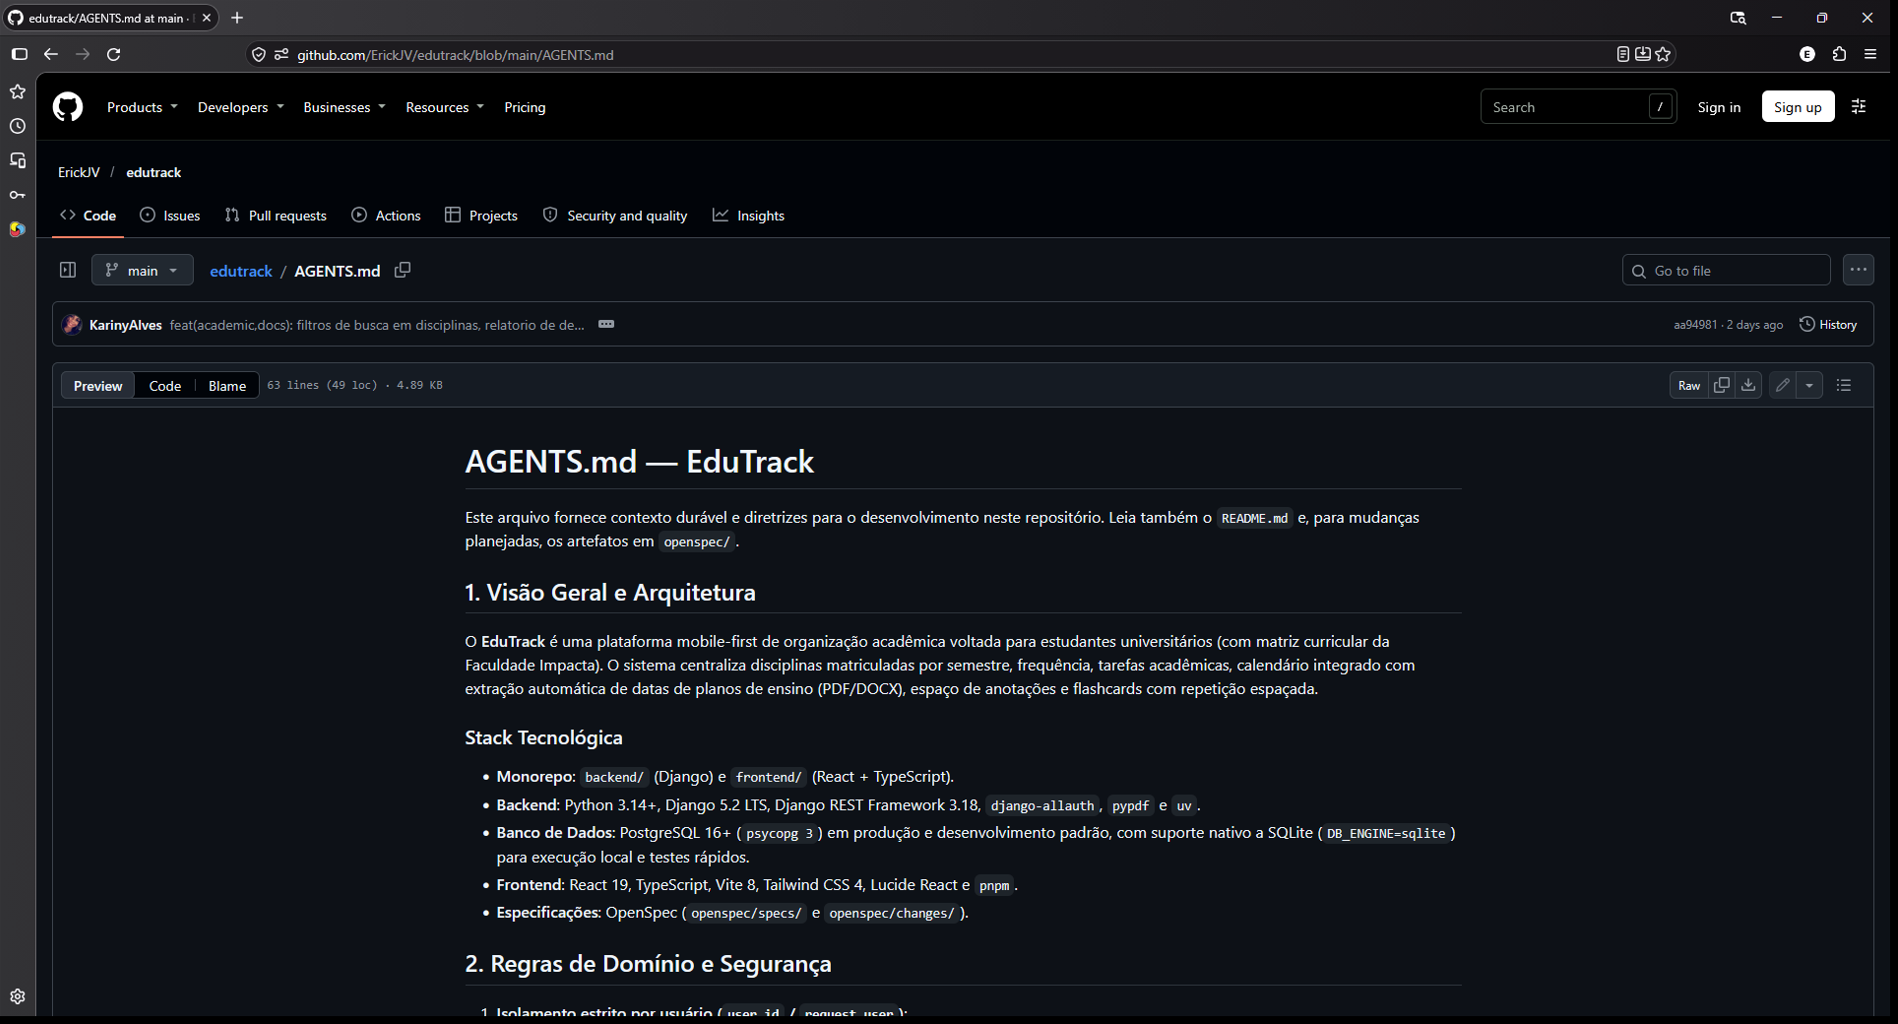 edutrack/AGENTS.md at main ·
github.com/ErickJV/edutrack/blob/main/AGENTS.md
E
Products
Developers
Businesses
Resources
Pricing
Search
/
Sign in
Sign up
ErickJV / edutrack
Code
Issues
Pull requests
Actions
Projects
Security and quality
Insights
main
edutrack / AGENTS.md
Go to file
KarinyAlves feat(academic,docs): filtros de busca em disciplinas, relatorio de de...
aa94981 · 2 days ago
History
Preview
Code
Blame
63 lines (49 loc) · 4.89 KB
Raw
AGENTS.md — EduTrack
Este arquivo fornece contexto durável e diretrizes para o desenvolvimento neste repositório. Leia também o README.md e, para mudanças
planejadas, os artefatos em openspec/.
1. Visão Geral e Arquitetura
O EduTrack é uma plataforma mobile-first de organização acadêmica voltada para estudantes universitários (com matriz curricular da
Faculdade Impacta). O sistema centraliza disciplinas matriculadas por semestre, frequência, tarefas acadêmicas, calendário integrado com
extração automática de datas de planos de ensino (PDF/DOCX), espaço de anotações e flashcards com repetição espaçada.
Stack Tecnológica
• Monorepo: backend/ (Django) e frontend/ (React + TypeScript).
• Backend: Python 3.14+, Django 5.2 LTS, Django REST Framework 3.18, django-allauth, pypdf e uv.
• Banco de Dados: PostgreSQL 16+ (psycopg 3) em produção e desenvolvimento padrão, com suporte nativo a SQLite (DB_ENGINE=sqlite)
para execução local e testes rápidos.
• Frontend: React 19, TypeScript, Vite 8, Tailwind CSS 4, Lucide React e pnpm.
• Especificações: OpenSpec (openspec/specs/ e openspec/changes/).
2. Regras de Domínio e Segurança
1. Isolamento estrito por usuário (user_id / request.user):